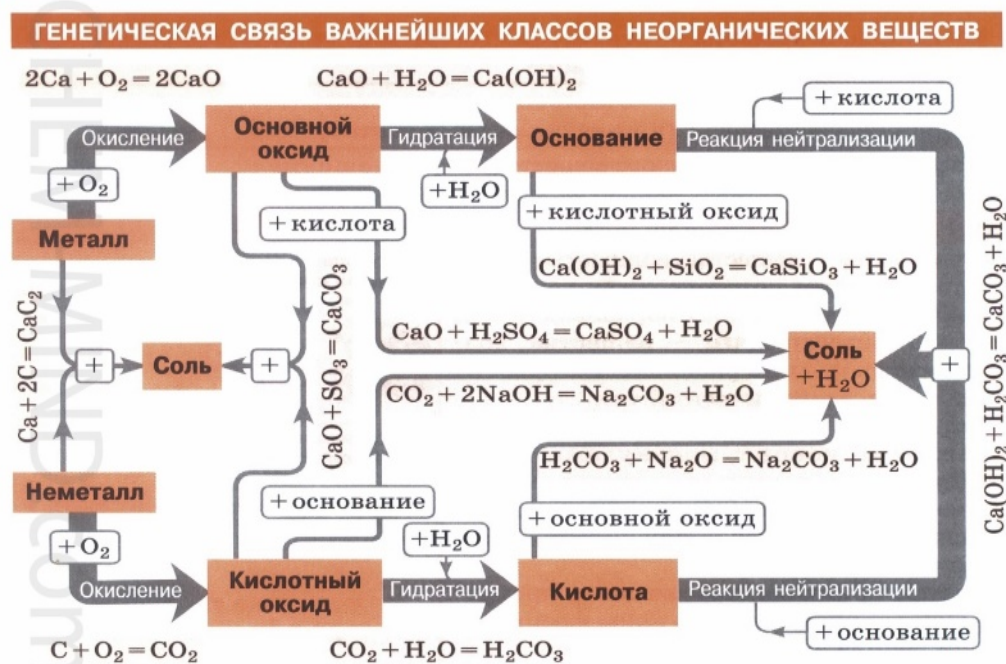 ГЕНЕТИЧЕСКАЯ СВЯЗЬ ВАЖНЕЙШИХ КЛАССОВ НЕОРГАНИЧЕСКИХ ВЕЩЕСТВ
2Ca + O₂ = 2CaO
CaO + H₂O = Ca(OH)₂
+ кислота
Окисление
Основной
оксид
Гидратация
Основание
Реакция нейтрализации
+ O₂
+ H₂O
+ кислота
+ кислотный оксид
Металл
Ca(OH)₂ + SiO₂ = CaSiO₃ + H₂O
Ca + 2C = CaC₂
CaO + SO₃ = CaCO₃
CaO + H₂SO₄ = CaSO₄ + H₂O
+
Соль
+
Соль
+ H₂O
+
Ca(OH)₂ + H₂CO₃ = CaCO₃ + H₂O
CO₂ + 2NaOH = Na₂CO₃ + H₂O
H₂CO₃ + Na₂O = Na₂CO₃ + H₂O
Неметалл
+ основание
+ основной оксид
+ O₂
+ H₂O
Окисление
Кислотный
оксид
Гидратация
Кислота
Реакция нейтрализации
+ основание
C + O₂ = CO₂
CO₂ + H₂O = H₂CO₃